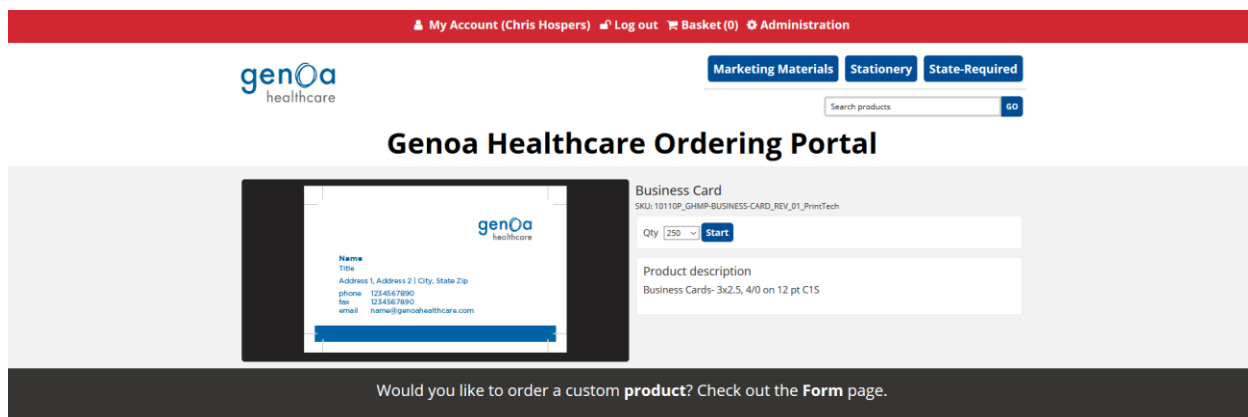 My Account (Chris Hospers) Log out Basket (0) Administration
genoa
healthcare
Marketing Materials Stationery State-Required
Search products GO
Genoa Healthcare Ordering Portal
Business Card
SKU: 10110P_GHMP-BUSINESS-CARD_REV_01_PrintTech
Qty 250 Start
Product description
Business Cards- 3x2.5, 4/0 on 12 pt C1S
genoa
healthcare
Name
Title
Address 1, Address 2 | City, State Zip
phone 1234567890
fax 1234567890
email name@genoahealthcare.com
Would you like to order a custom product? Check out the Form page.